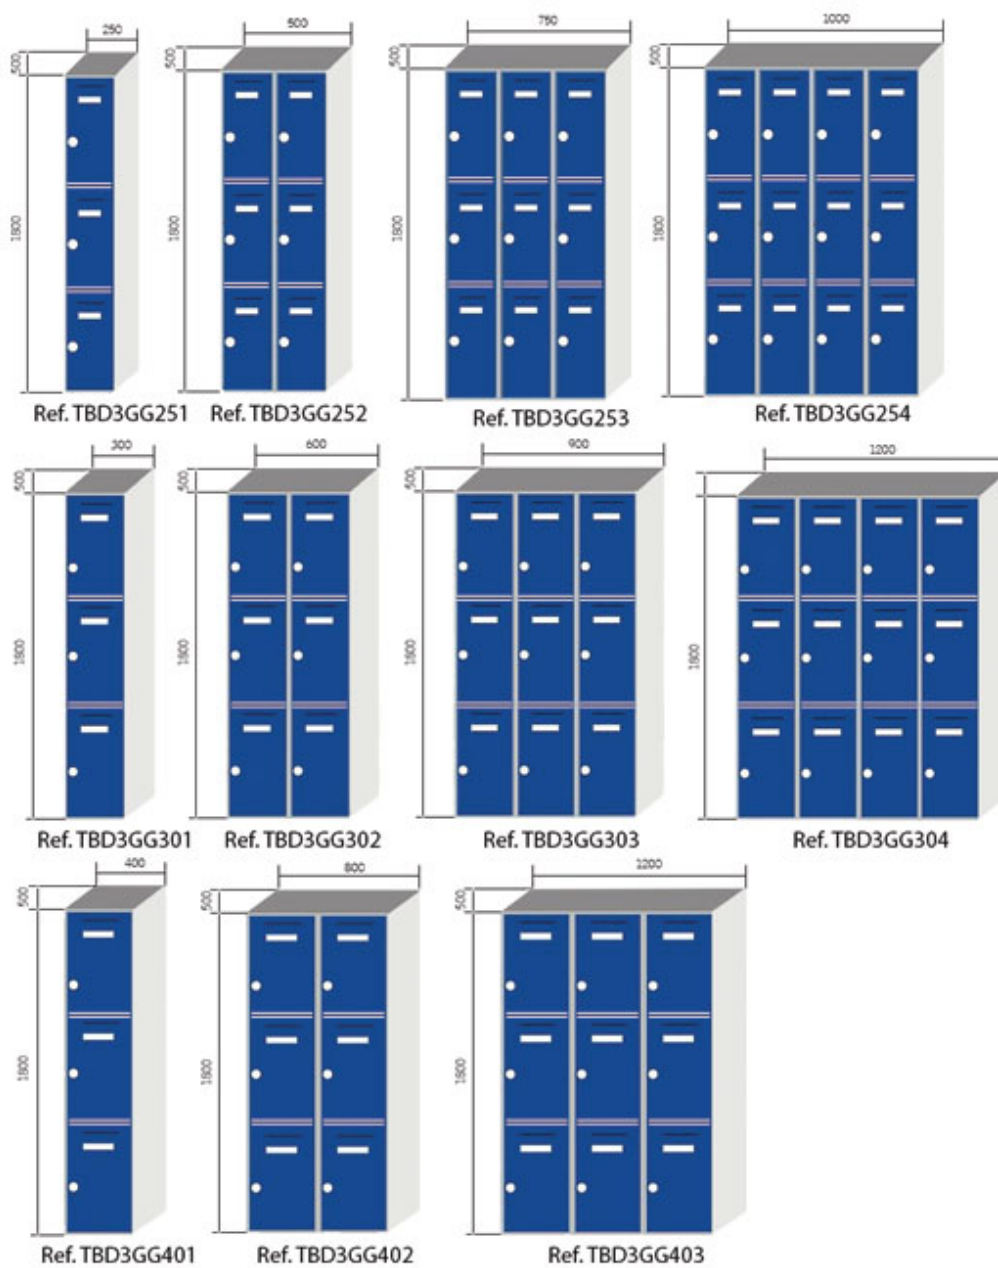 250
500
750
1000
500
500
500
500
1800
1800
1800
1800
Ref. TBD3GG251
Ref. TBD3GG252
Ref. TBD3GG253
Ref. TBD3GG254
300
600
900
1200
500
500
500
1800
1800
1800
1800
Ref. TBD3GG301
Ref. TBD3GG302
Ref. TBD3GG303
Ref. TBD3GG304
400
800
1200
500
500
500
1800
1800
1800
Ref. TBD3GG401
Ref. TBD3GG402
Ref. TBD3GG403